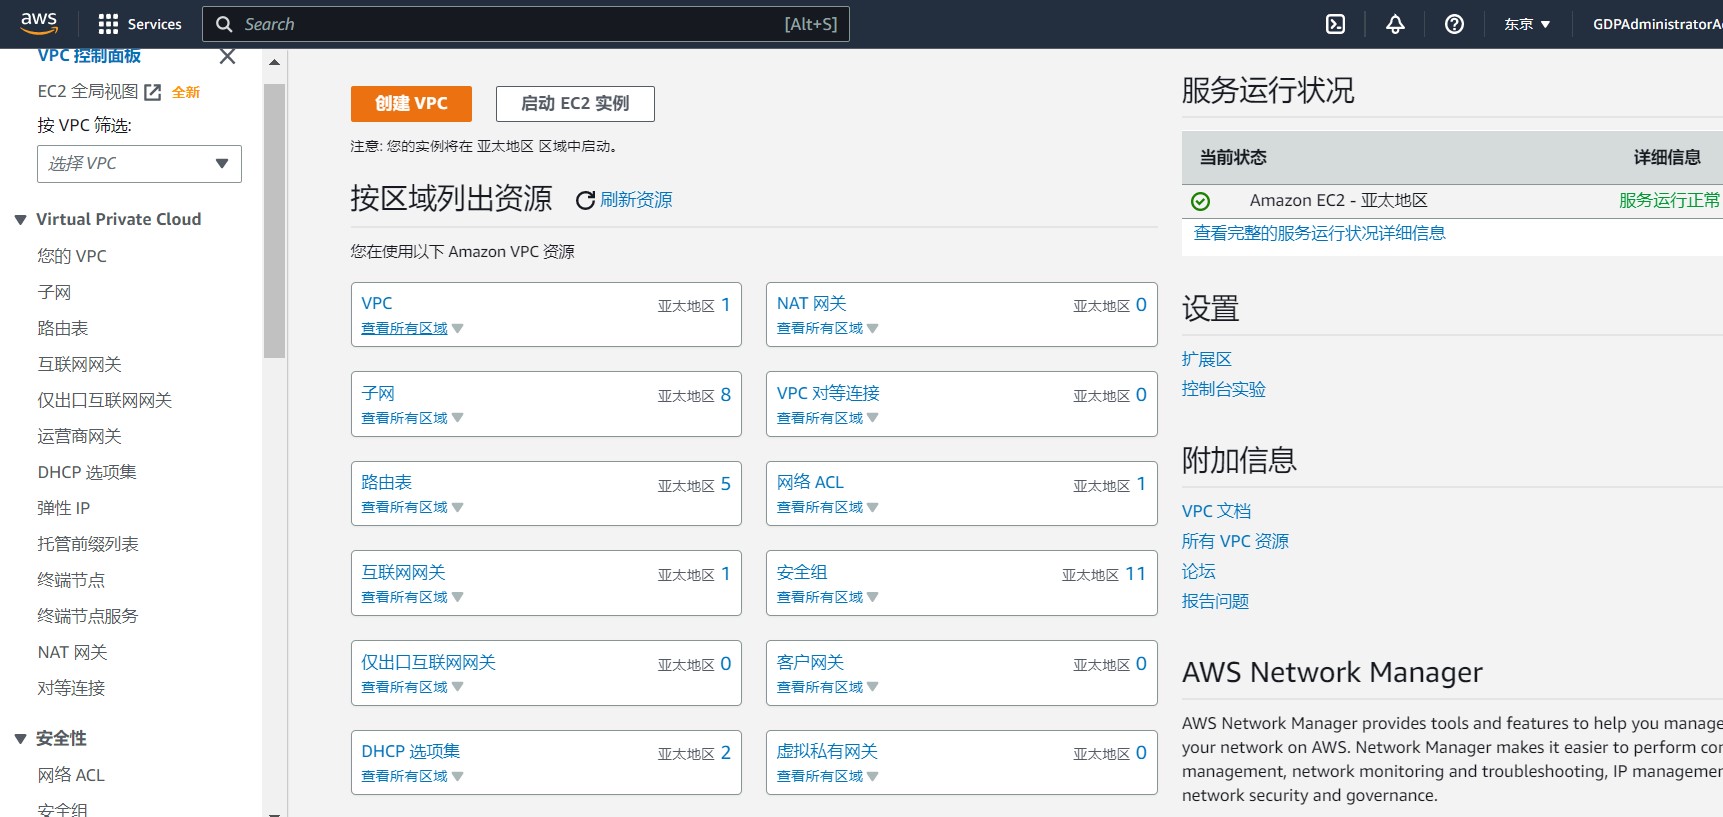 aws
Services
Search
[Alt+S]
东京
GDPAdministratorA
VPC 控制面板
EC2 全局视图 全新
按 VPC 筛选:
选择 VPC
Virtual Private Cloud
您的 VPC
子网
路由表
互联网网关
仅出口互联网网关
运营商网关
DHCP 选项集
弹性 IP
托管前缀列表
终端节点
终端节点服务
NAT 网关
对等连接
安全性
网络 ACL
安全组
创建 VPC
启动 EC2 实例
注意: 您的实例将在 亚太地区 区域中启动。
按区域列出资源
刷新资源
您在使用以下 Amazon VPC 资源
VPC
亚太地区 1
查看所有区域
NAT 网关
亚太地区 0
查看所有区域
子网
亚太地区 8
查看所有区域
VPC 对等连接
亚太地区 0
查看所有区域
路由表
亚太地区 5
查看所有区域
网络 ACL
亚太地区 1
查看所有区域
互联网网关
亚太地区 1
查看所有区域
安全组
亚太地区 11
查看所有区域
仅出口互联网网关
亚太地区 0
查看所有区域
客户网关
亚太地区 0
查看所有区域
DHCP 选项集
亚太地区 2
查看所有区域
虚拟私有网关
亚太地区 0
查看所有区域
服务运行状况
当前状态
详细信息
Amazon EC2 - 亚太地区
服务运行正常
查看完整的服务运行状况详细信息
设置
扩展区
控制台实验
附加信息
VPC 文档
所有 VPC 资源
论坛
报告问题
AWS Network Manager
AWS Network Manager provides tools and features to help you manage
your network on AWS. Network Manager makes it easier to perform cor
management, network monitoring and troubleshooting, IP managemer
network security and governance.